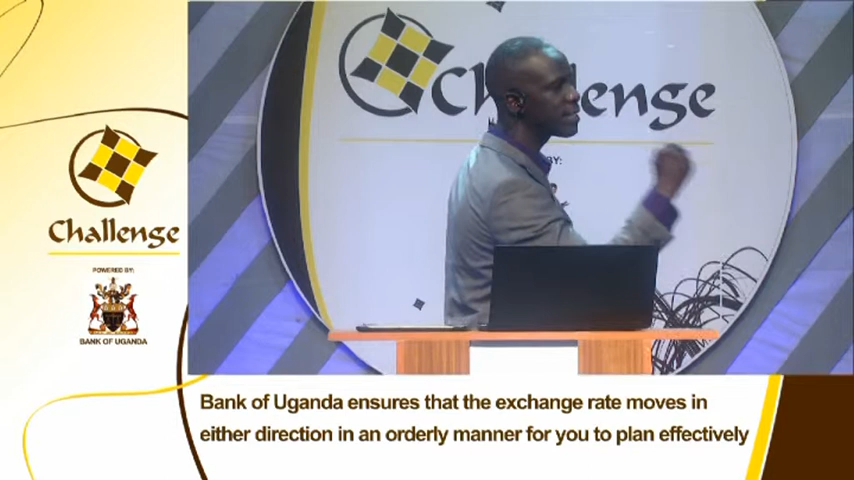 Challenge
BY:
Challenge
POWERED BY:
BANK OF UGANDA
Bank of Uganda ensures that the exchange rate moves in
either direction in an orderly manner for you to plan effectively